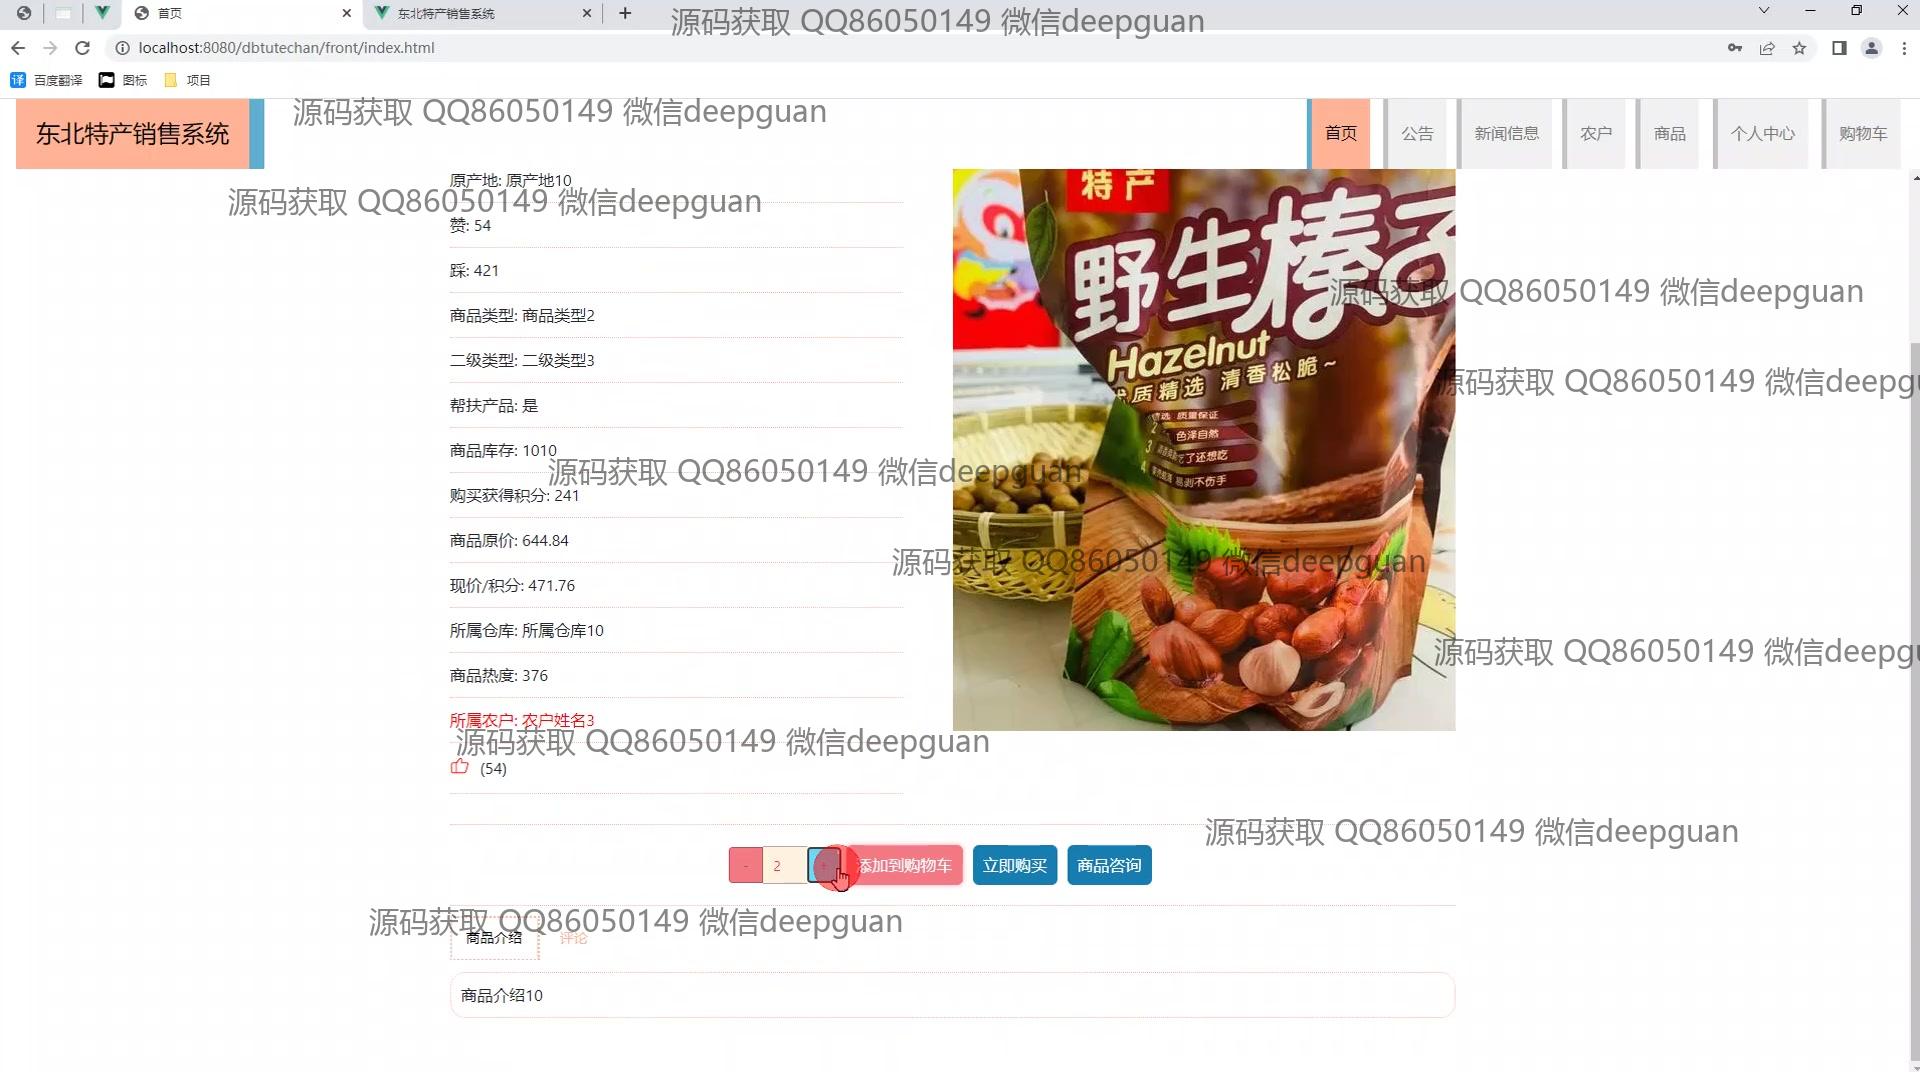 首页
东北特产销售系统
源码获取 QQ86050149 微信deepguan
localhost:8080/dbtutechan/front/index.html
百度翻译
图标
项目
东北特产销售系统
源码获取 QQ86050149 微信deepguan
首页
公告
新闻信息
农户
商品
个人中心
购物车
原产地: 原产地10
源码获取 QQ86050149 微信deepguan
赞: 54
踩: 421
源码获取 QQ86050149 微信deepguan
商品类型: 商品类型2
二级类型: 二级类型3
源码获取 QQ86050149 微信deepgu
帮扶产品: 是
商品库存: 1010
源码获取 QQ86050149 微信deepguan
购买获得积分: 241
商品原价: 644.84
源码获取 QQ86050149 微信deepguan
现价/积分: 471.76
所属仓库: 所属仓库10
源码获取 QQ86050149 微信deepgu
商品热度: 376
所属农户: 农户姓名3
源码获取 QQ86050149 微信deepguan
(54)
特产
野生榛子
Hazelnut
优质精选 清香松脆~
精选 质量保证
2 色泽自然
3
了还想吃
4
易剥不伤手
源码获取 QQ86050149 微信deepguan
- 2 +
添加到购物车
立即购买
商品咨询
源码获取 QQ86050149 微信deepguan
商品介绍
评论
商品介绍10